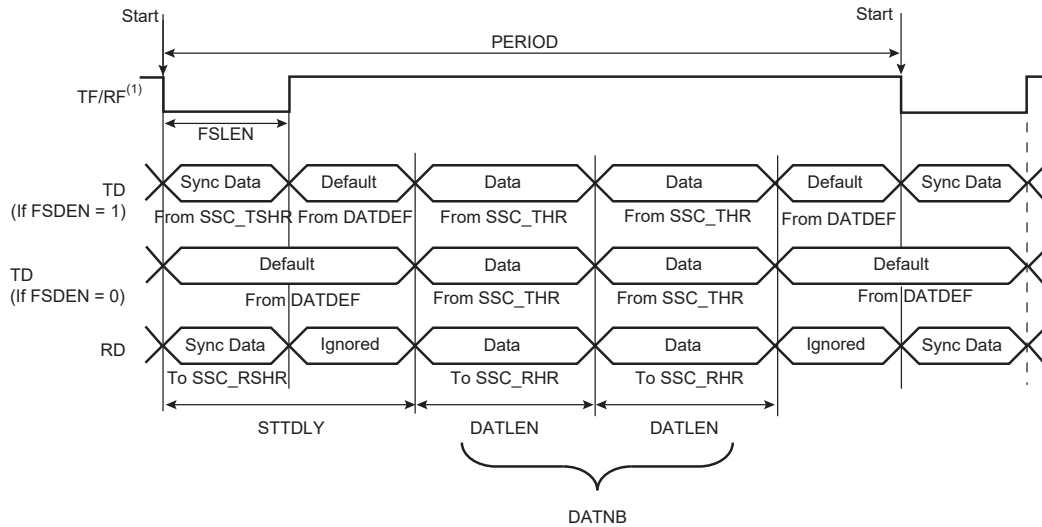 Start
Start
PERIOD
TF/RF(1)
FSLEN
TD
(If FSDEN = 1)
Sync Data
Default
Data
Data
Default
Sync Data
From SSC_TSHR
From DATDEF
From SSC_THR
From SSC_THR
From DATDEF
TD
(If FSDEN = 0)
Default
Data
Data
Default
From DATDEF
From SSC_THR
From SSC_THR
From DATDEF
RD
Sync Data
Ignored
Data
Data
Ignored
Sync Data
To SSC_RSHR
To SSC_RHR
To SSC_RHR
STTDLY
DATLEN
DATLEN
DATNB